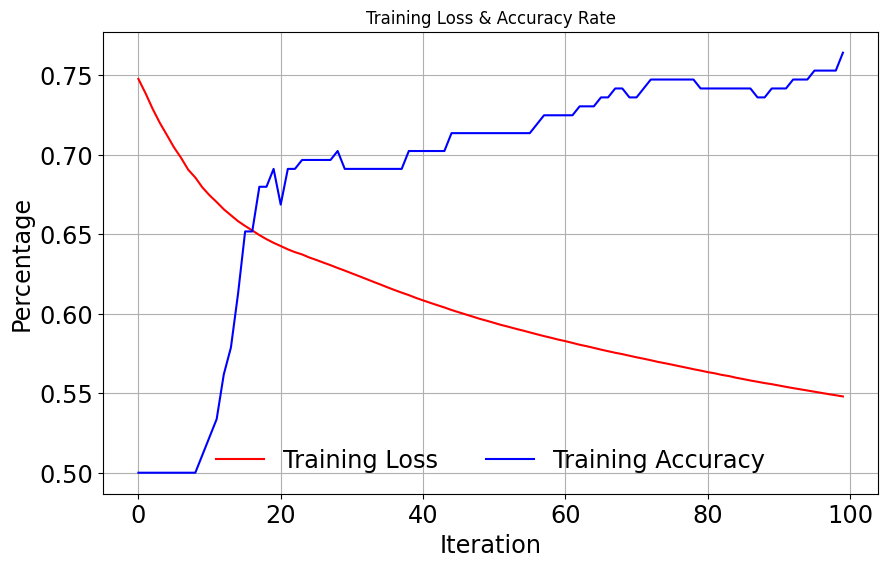 Training Loss & Accuracy Rate
0.75
0.70
0.65
0.60
0.55
0.50
Percentage
Training Loss
Training Accuracy
0 20 40 60 80 100
Iteration